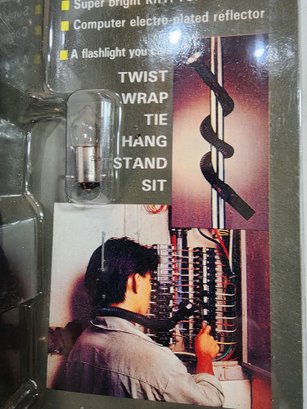 Super Bright
Computer electro-plated reflector
A flashlight you
TWIST
WRAP
TIE
HANG
STAND
SIT